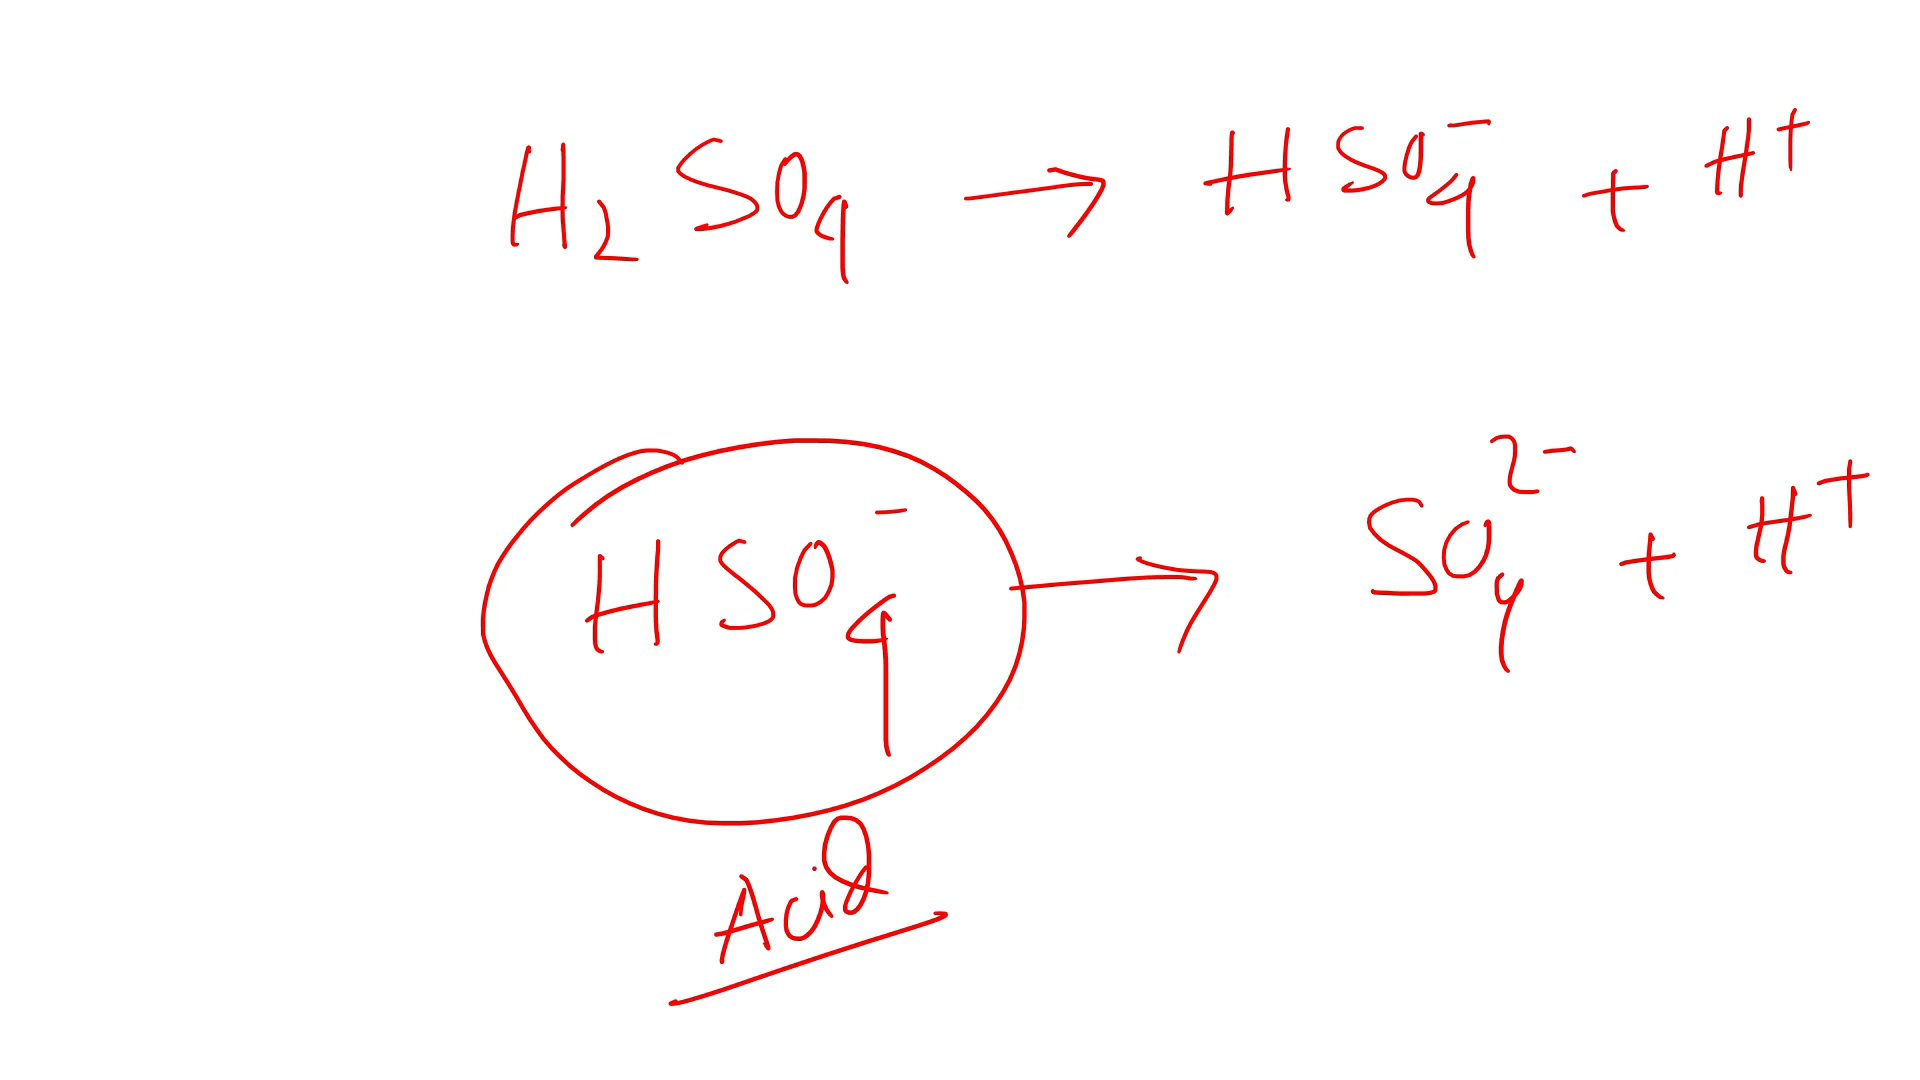 H₂SO₄ → HSO₄⁻ + H⁺
HSO₄⁻ → SO₄²⁻ + H⁺
Acid